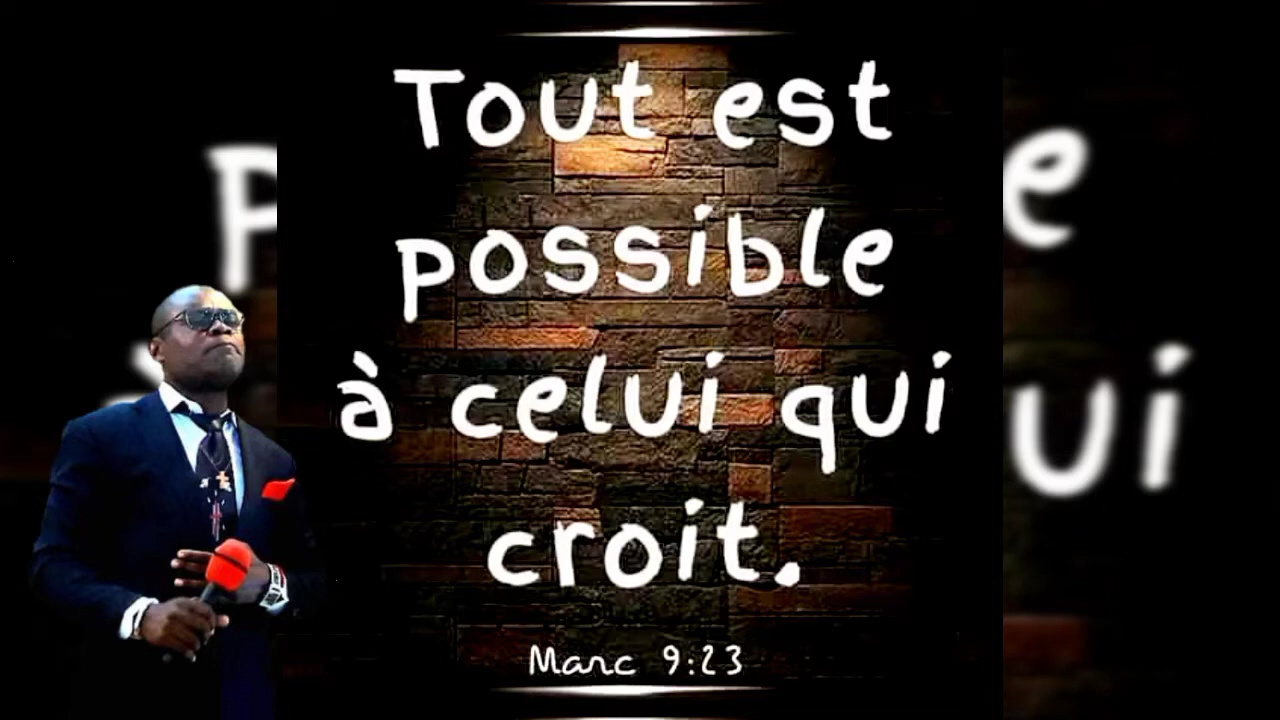 Tout est
possible
à celui qui
croit.
Marc 9:23